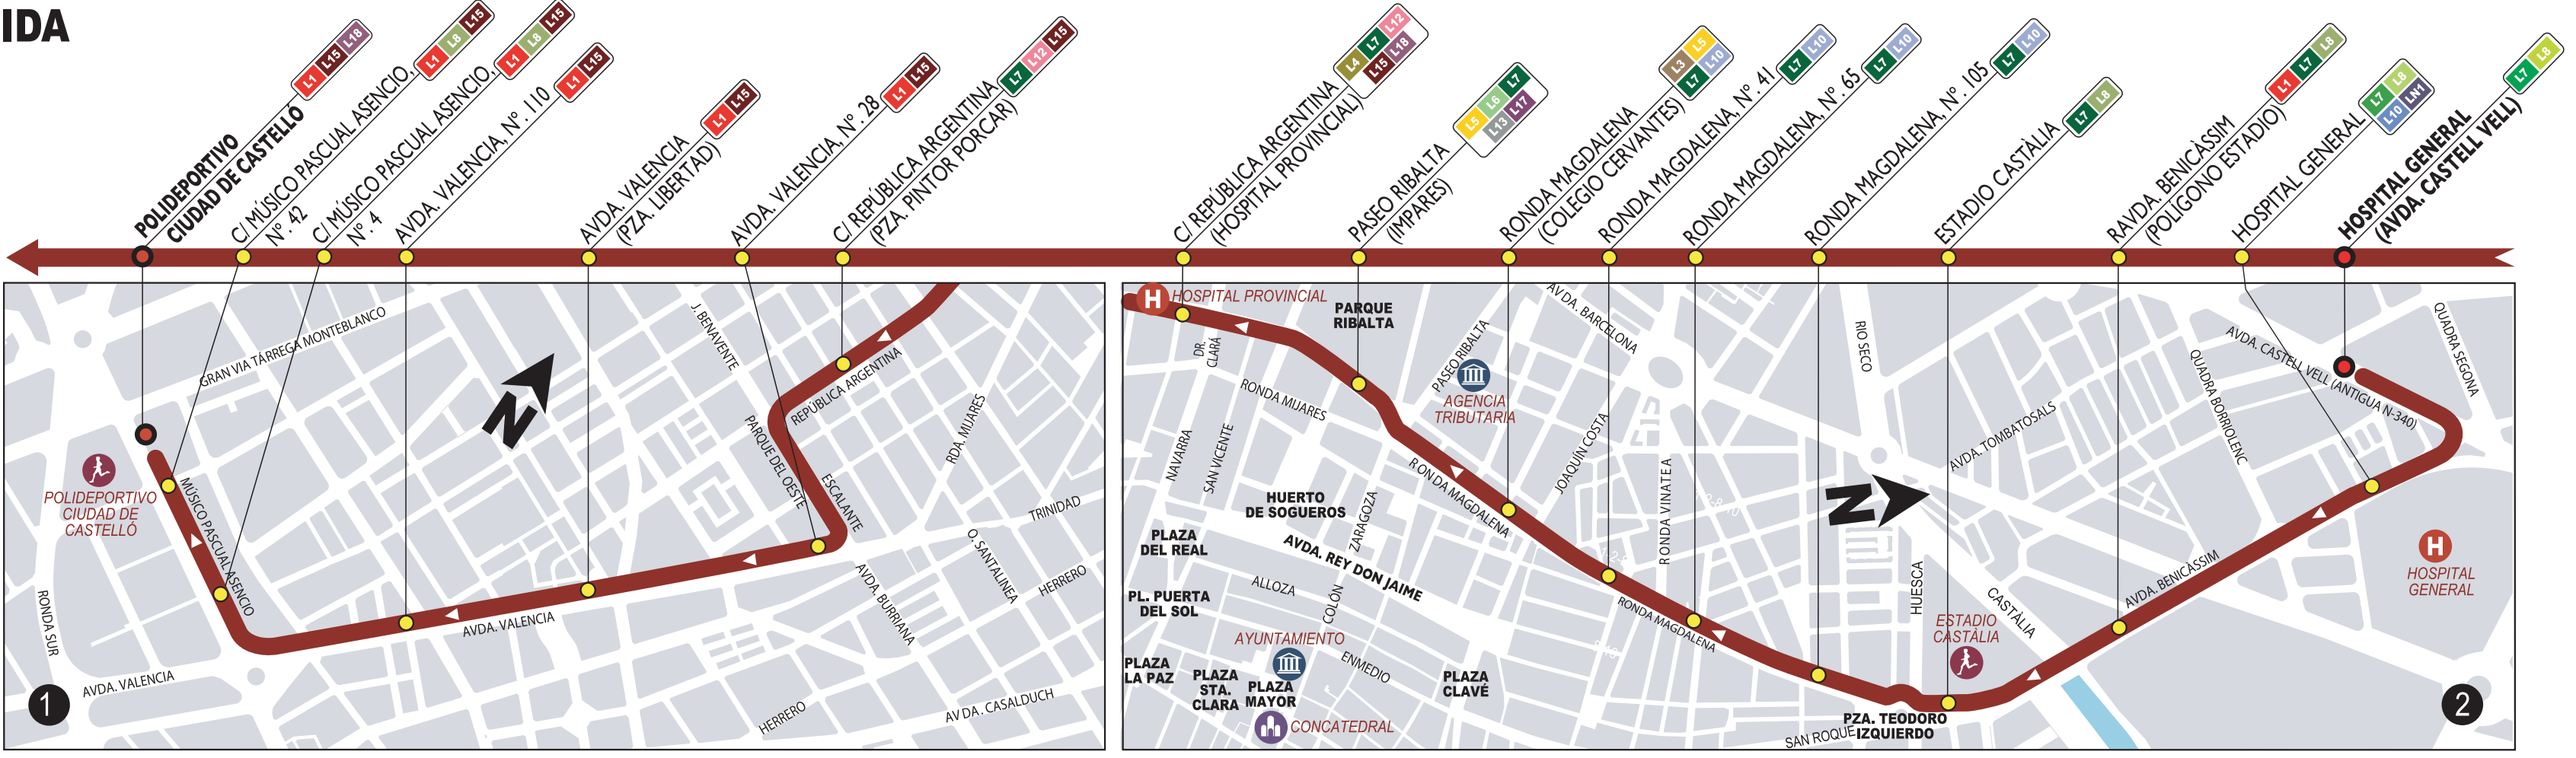 IDA
POLIDEPORTIVO
CIUDAD DE CASTELLÓ
L1 L15 L18
C/ MÚSICO PASCUAL ASENCIO,
Nº. 42
L1 L8 L15
C/ MÚSICO PASCUAL ASENCIO,
Nº. 4
L1 L8 L15
AVDA. VALENCIA, Nº. 110
L1 L15
AVDA. VALENCIA
(PZA. LIBERTAD)
L1 L15
AVDA. VALENCIA, Nº. 28
L1 L15
C/ REPÚBLICA ARGENTINA
(PZA. PINTOR PORCAR)
L7 L12 L15
C/ REPÚBLICA ARGENTINA
(HOSPITAL PROVINCIAL)
L4 L7 L12
L15 L18
PASEO RIBALTA
(IMPARES)
L5 L6 L7
L13 L17
RONDA MAGDALENA
(COLEGIO CERVANTES)
L3 L5
L7 L10
RONDA MAGDALENA, Nº. 41
L7 L10
RONDA MAGDALENA, Nº. 65
L7 L10
RONDA MAGDALENA, Nº. 105
L7 L10
ESTADIO CASTÀLIA
L7 L8
RAVDA. BENICÀSSIM
(POLÍGONO ESTADIO)
L1 L7 L8
HOSPITAL GENERAL
L7 L8
L10 LN1
HOSPITAL GENERAL
(AVDA. CASTELL VELL)
L7 L8
GRAN VIA TÁRREGA MONTEBLANCO
J. BENAVENTE
N
REPÚBLICA ARGENTINA
RDA. MIJARES
PARQUE DEL OESTE
ESCALANTE
POLIDEPORTIVO
CIUDAD DE
CASTELLÓ
MÚSICO PASCUAL ASENCIO
TRINIDAD
O. SANTALINEA
HERRERO
AVDA. BURRIANA
RONDA SUR
AVDA. VALENCIA
AVDA. VALENCIA
HERRERO
AVDA. CASALDUCH
1
H
HOSPITAL PROVINCIAL
PARQUE
RIBALTA
DR.
CLARÁ
PASEO RIBALTA
AVDA. BARCELONA
RIO SECO
AVDA. CASTELL VELL (ANTIGUA N-340)
QUADRA SEGONA
QUADRA BORRIOLENC
RONDA MIJARES
AGENCIA
TRIBUTARIA
JOAQUÍN COSTA
AVDA. TOMBATOSALS
NAVARRA
SAN VICENTE
RONDA MAGDALENA
RONDA VINATEA
N
HUERTO
DE SOGUEROS
ZARAGOZA
PLAZA
DEL REAL
AVDA. REY DON JAIME
H
HOSPITAL
GENERAL
ALLOZA
COLÓN
PL. PUERTA
DEL SOL
HUESCA
CASTÀLIA
AVDA. BENICÀSSIM
RONDA MAGDALENA
ESTADIO
CASTÀLIA
AYUNTAMIENTO
ENMEDIO
PLAZA
LA PAZ
PLAZA
STA.
CLARA
PLAZA
MAYOR
PLAZA
CLAVÉ
CONCATEDRAL
PZA. TEODORO
IZQUIERDO
SAN ROQUE
2